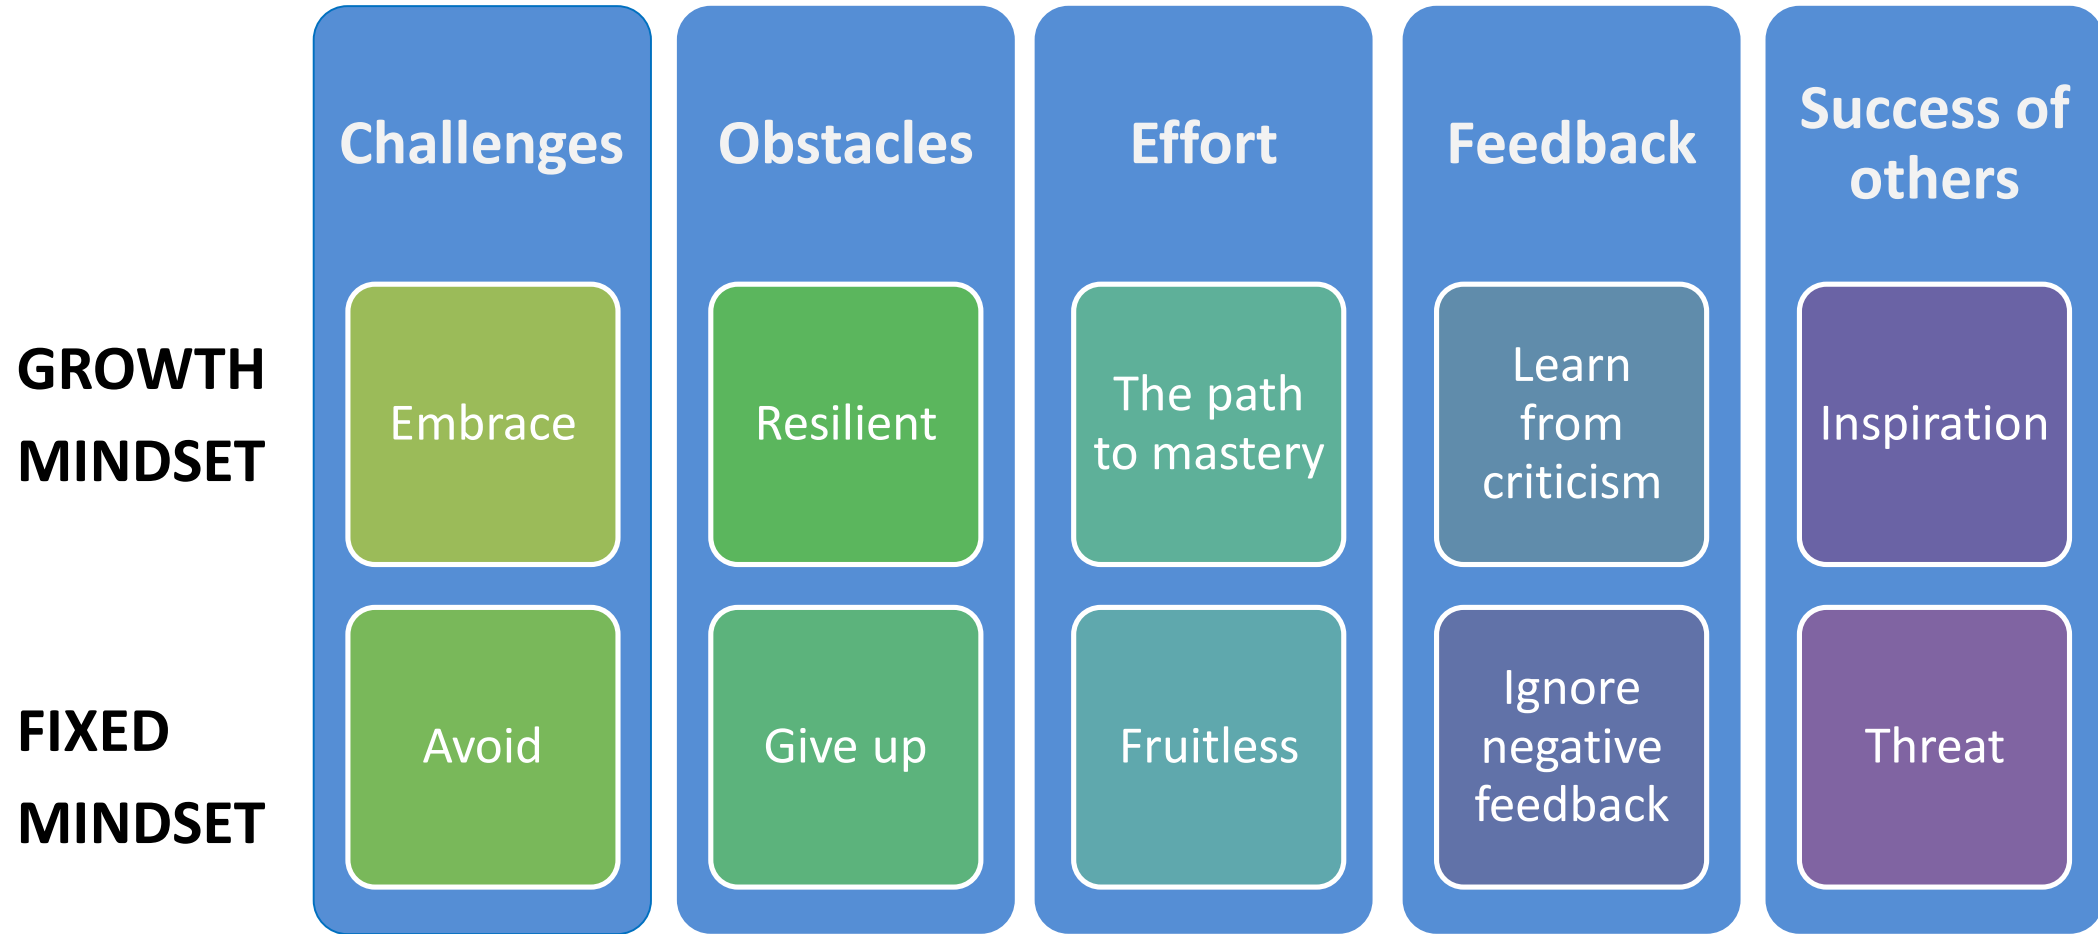 Challenges
Obstacles
Effort
Feedback
Success of
others
GROWTH
MINDSET
Embrace
Resilient
The path
to mastery
Learn
from
criticism
Inspiration
FIXED
MINDSET
Avoid
Give up
Fruitless
Ignore
negative
feedback
Threat